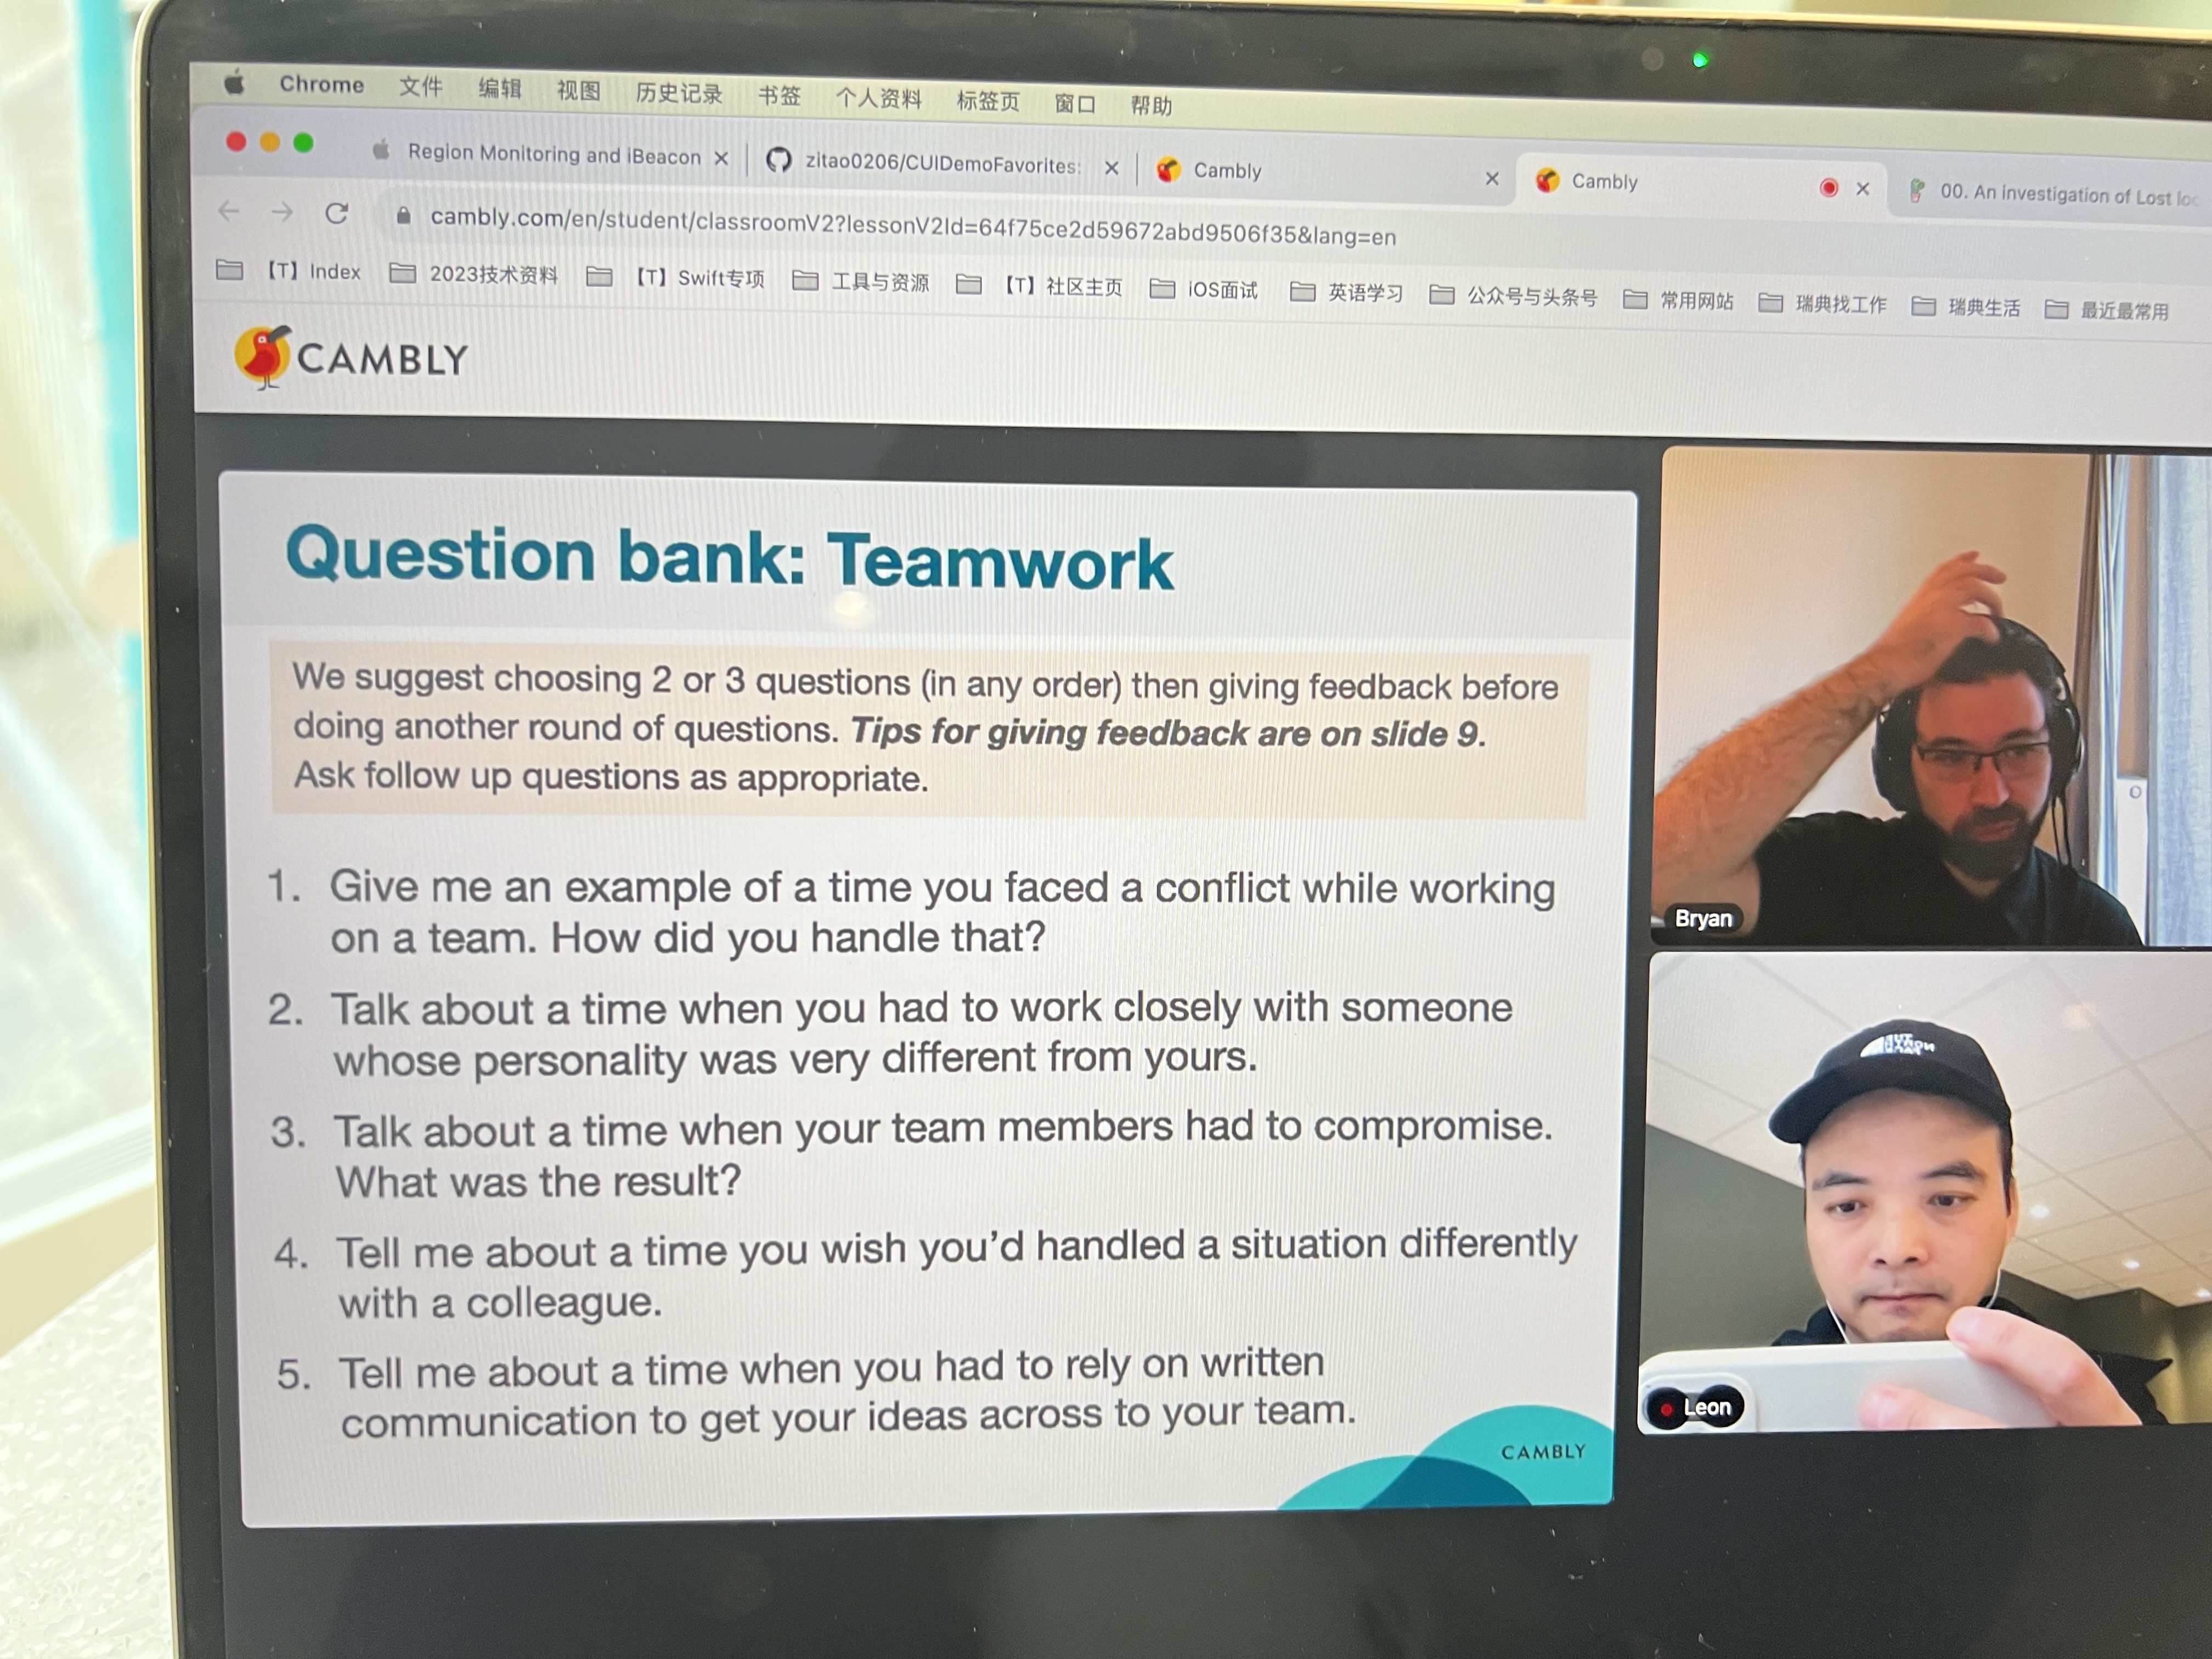 Chrome 文件 编辑 视图 历史记录 书签 个人资料 标签页 窗口 帮助
Region Monitoring and iBeacon zitao0206/CUIDemoFavorites: Cambly Cambly 00. An investigation of Lost loc
cambly.com/en/student/classroomV2?lessonV2Id=64f75ce2d59672abd9506f35&lang=en
【T】Index 2023技术资料 【T】Swift专项 工具与资源 【T】社区主页 iOS面试 英语学习 公众号与头条号 常用网站 瑞典找工作 瑞典生活 最近最常用
CAMBLY
Question bank: Teamwork
We suggest choosing 2 or 3 questions (in any order) then giving feedback before
doing another round of questions. Tips for giving feedback are on slide 9.
Ask follow up questions as appropriate.
1. Give me an example of a time you faced a conflict while working
on a team. How did you handle that?
2. Talk about a time when you had to work closely with someone
whose personality was very different from yours.
3. Talk about a time when your team members had to compromise.
What was the result?
4. Tell me about a time you wish you'd handled a situation differently
with a colleague.
5. Tell me about a time when you had to rely on written
communication to get your ideas across to your team.
CAMBLY
Bryan
THE NORTH FACE
Leon